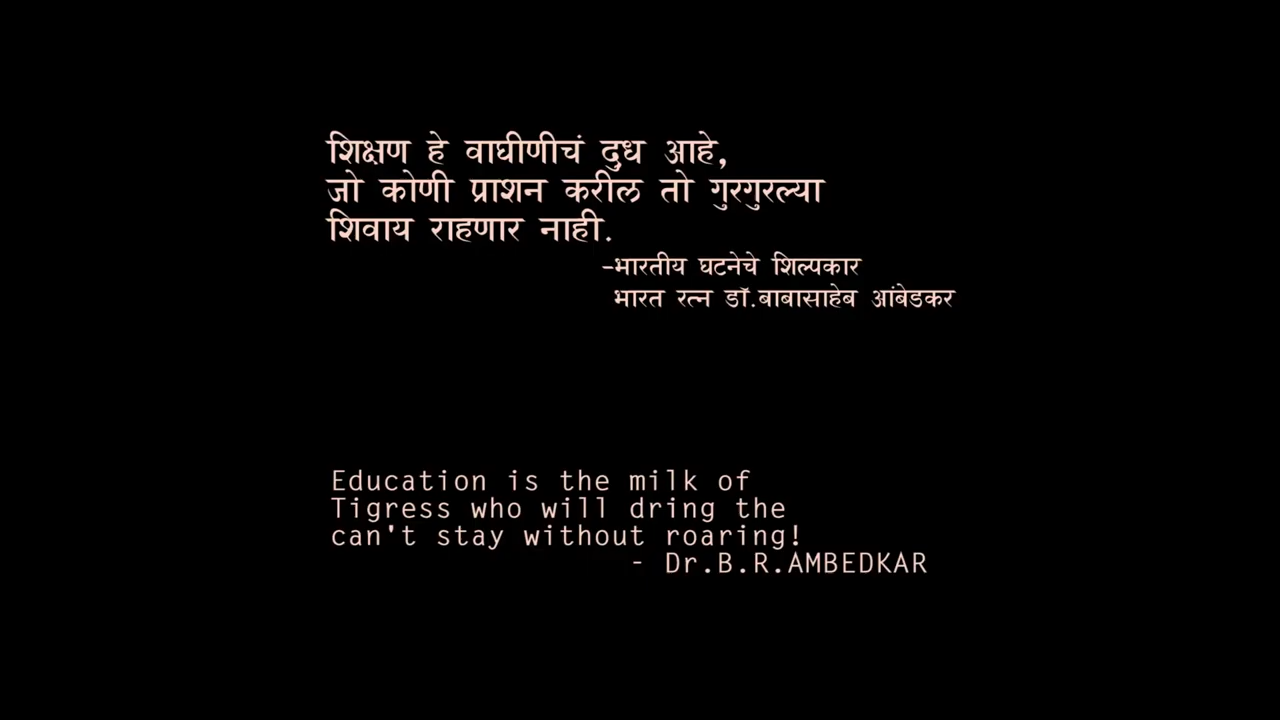 शिक्षण हे वाघीणीचं दुध आहे,
जो कोणी प्राशन करील तो गुरगुरल्या
शिवाय राहणार नाही.
-भारतीय घटनेचे शिल्पकार
भारत रत्न डॉ.बाबासाहेब आंबेडकर
Education is the milk of
Tigress who will dring the
can't stay without roaring!
- Dr.B.R.AMBEDKAR